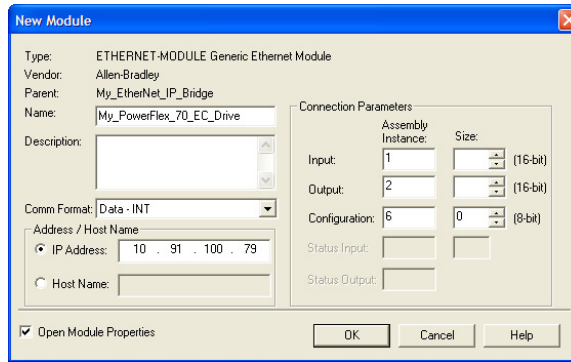 New Module
Type: ETHERNET-MODULE Generic Ethernet Module
Vendor: Allen-Bradley
Parent: My_EtherNet_IP_Bridge
Name: My_PowerFlex_70_EC_Drive
Description:
Comm Format: Data - INT
Address / Host Name
IP Address: 10 . 91 . 100 . 79
Host Name:
Connection Parameters
Assembly Instance: Size:
Input: 1 (16-bit)
Output: 2 (16-bit)
Configuration: 6 0 (8-bit)
Status Input:
Status Output:
Open Module Properties
OK Cancel Help